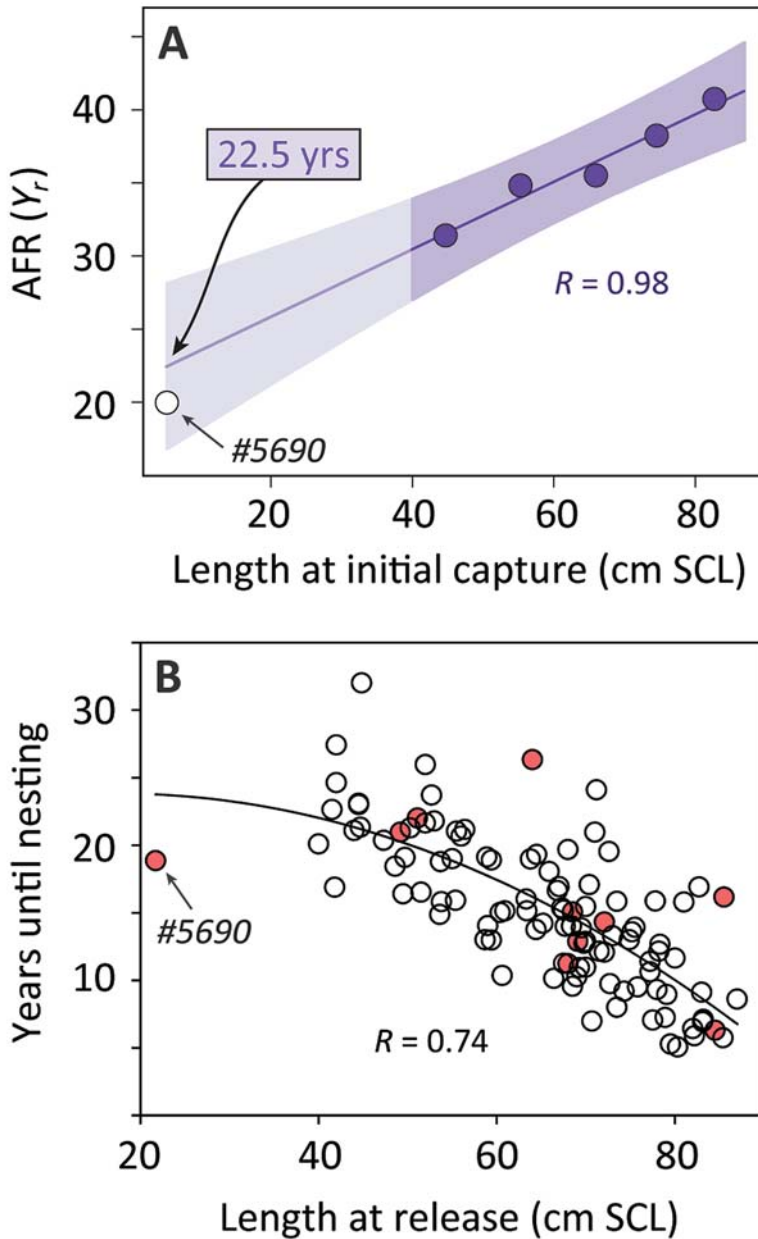 A
40
30
20
AFR (Yr)
22.5 yrs
R = 0.98
#5690
20 40 60 80
Length at initial capture (cm SCL)
B
30
20
10
Years until nesting
#5690
R = 0.74
20 40 60 80
Length at release (cm SCL)